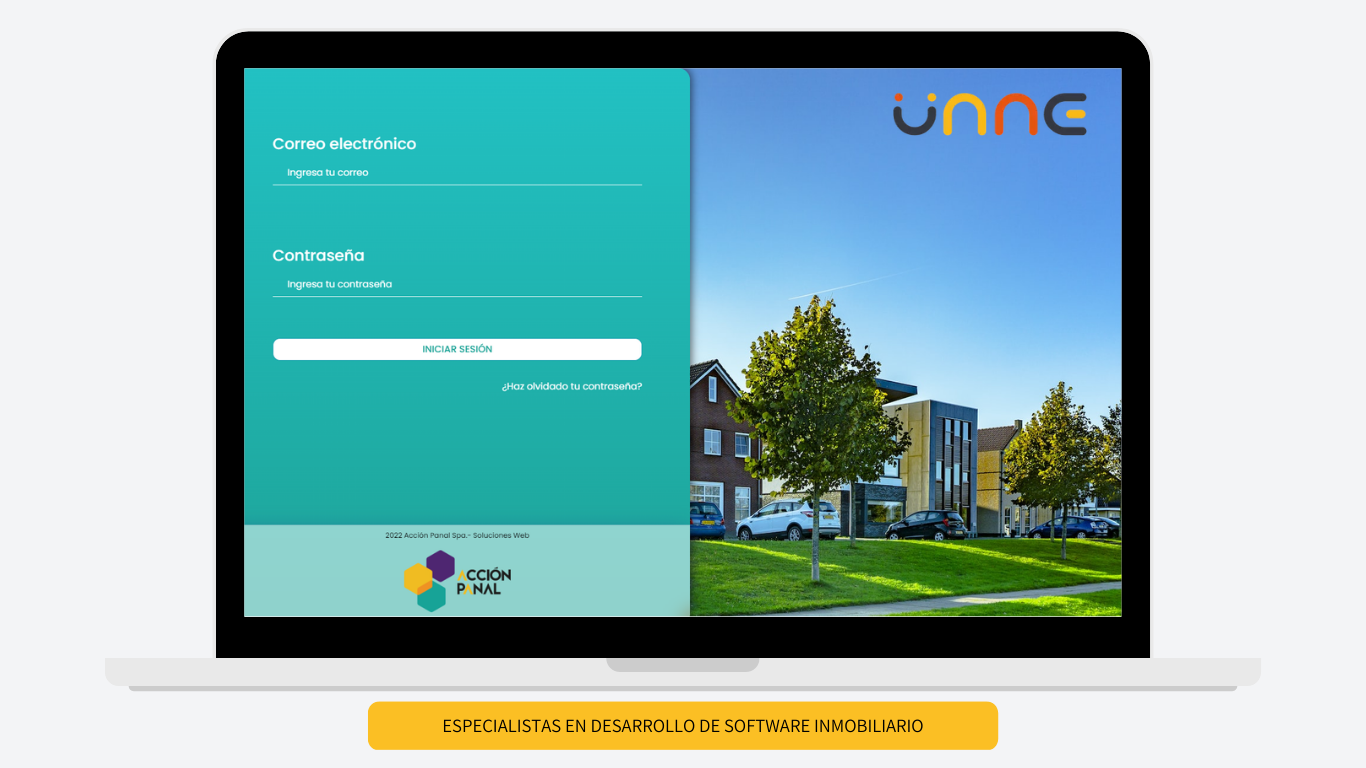 ÜNNE
Correo electrónico
Ingresa tu correo
Contraseña
Ingresa tu contraseña
INICIAR SESIÓN
¿Haz olvidado tu contraseña?
2022 Acción Panal Spa.- Soluciones Web
ACCIÓN
PANAL
ESPECIALISTAS EN DESARROLLO DE SOFTWARE INMOBILIARIO